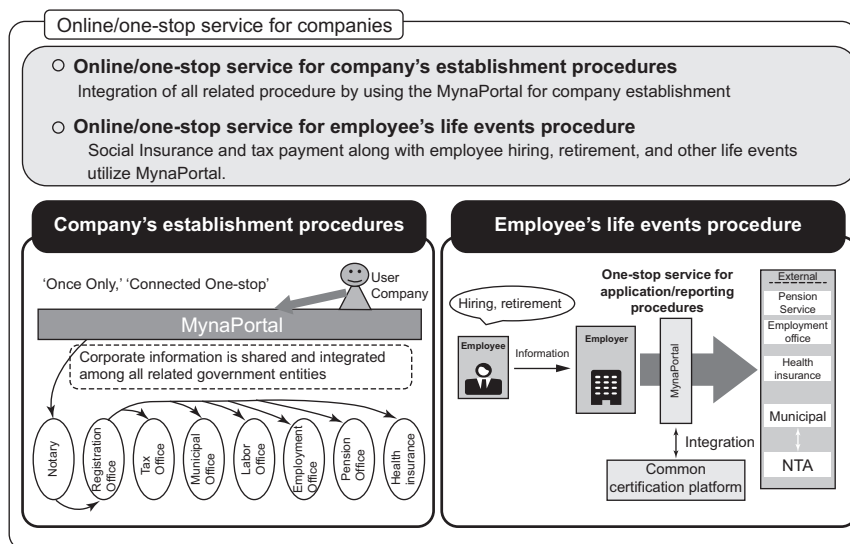 Online/one-stop service for companies
Online/one-stop service for company's establishment procedures
Integration of all related procedure by using the MynaPortal for company establishment
Online/one-stop service for employee's life events procedure
Social Insurance and tax payment along with employee hiring, retirement, and other life events
utilize MynaPortal.
Company's establishment procedures
'Once Only,' 'Connected One-stop'
User
Company
MynaPortal
Corporate information is shared and integrated
among all related government entities
Notary
Registration
Office
Tax
Office
Municipal
Office
Labor
Office
Employment
Office
Pension
Office
Health
insurance
Employee's life events procedure
One-stop service for
application/reporting
procedures
Hiring, retirement
Employee
Information
Employer
MynaPortal
Integration
Common
certification platform
External
Pension
Service
Employment
office
Health
insurance
Municipal
NTA